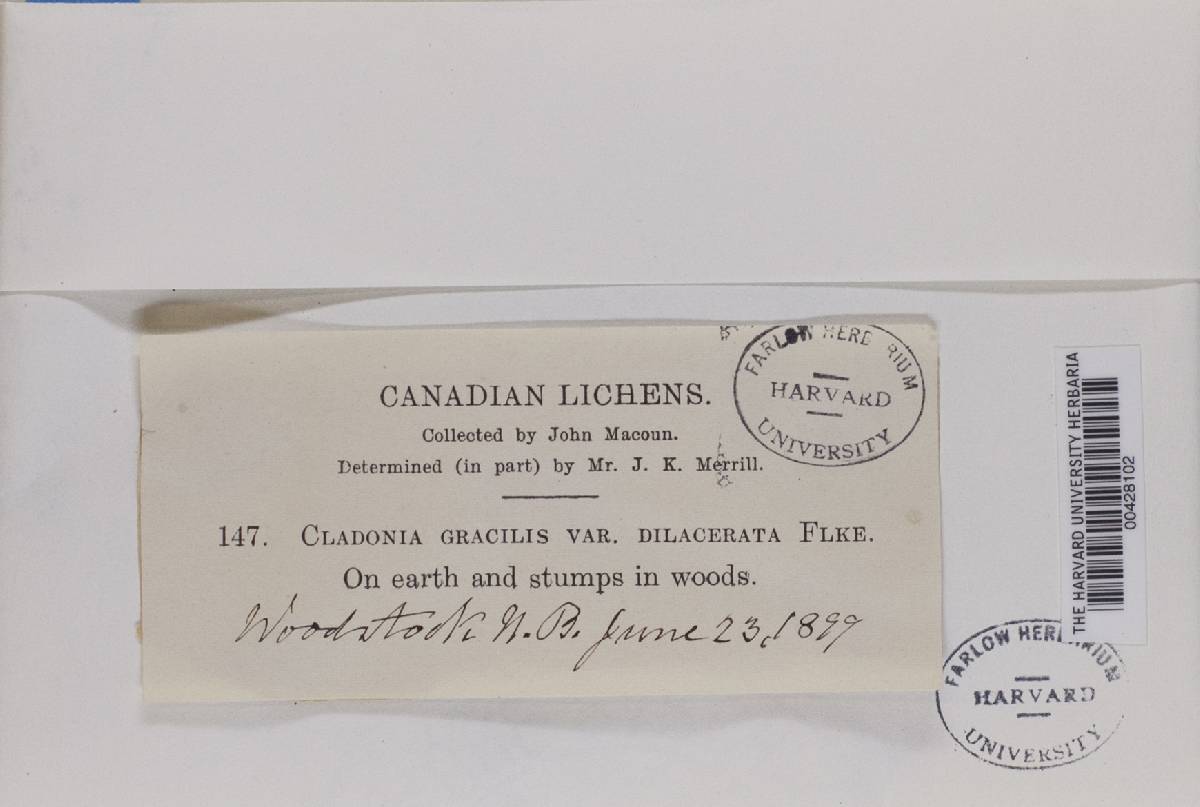 CANADIAN LICHENS.
Collected by John Macoun.
Determined (in part) by Mr. J. K. Merrill.
147. CLADONIA GRACILIS VAR. DILACERATA FLKE.
On earth and stumps in woods.
Woodstock N.B. June 23, 1899
FARLOW HERB RIUM
HARVARD
UNIVERSITY
THE HARVARD UNIVERSITY HERBARIA
00428102
FARLOW HERBARIUM
HARVARD
UNIVERSITY